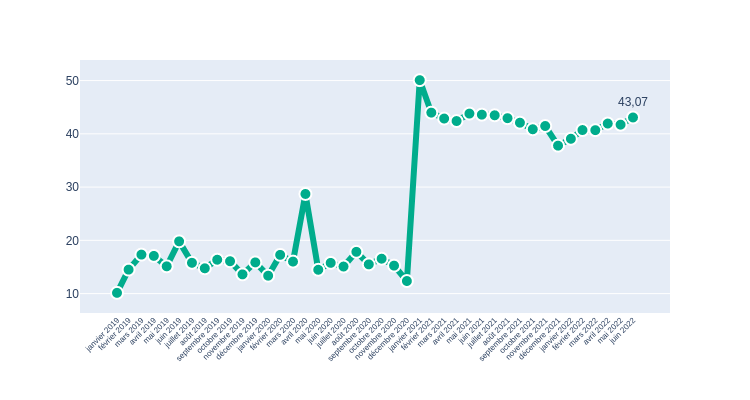 50
43,07
40
30
20
10
janvier 2019
février 2019
mars 2019
avril 2019
mai 2019
juin 2019
juillet 2019
août 2019
septembre 2019
octobre 2019
novembre 2019
décembre 2019
janvier 2020
février 2020
mars 2020
avril 2020
mai 2020
juin 2020
juillet 2020
août 2020
septembre 2020
octobre 2020
novembre 2020
décembre 2020
janvier 2021
février 2021
mars 2021
avril 2021
mai 2021
juin 2021
juillet 2021
août 2021
septembre 2021
octobre 2021
novembre 2021
décembre 2021
janvier 2022
février 2022
mars 2022
avril 2022
mai 2022
juin 2022